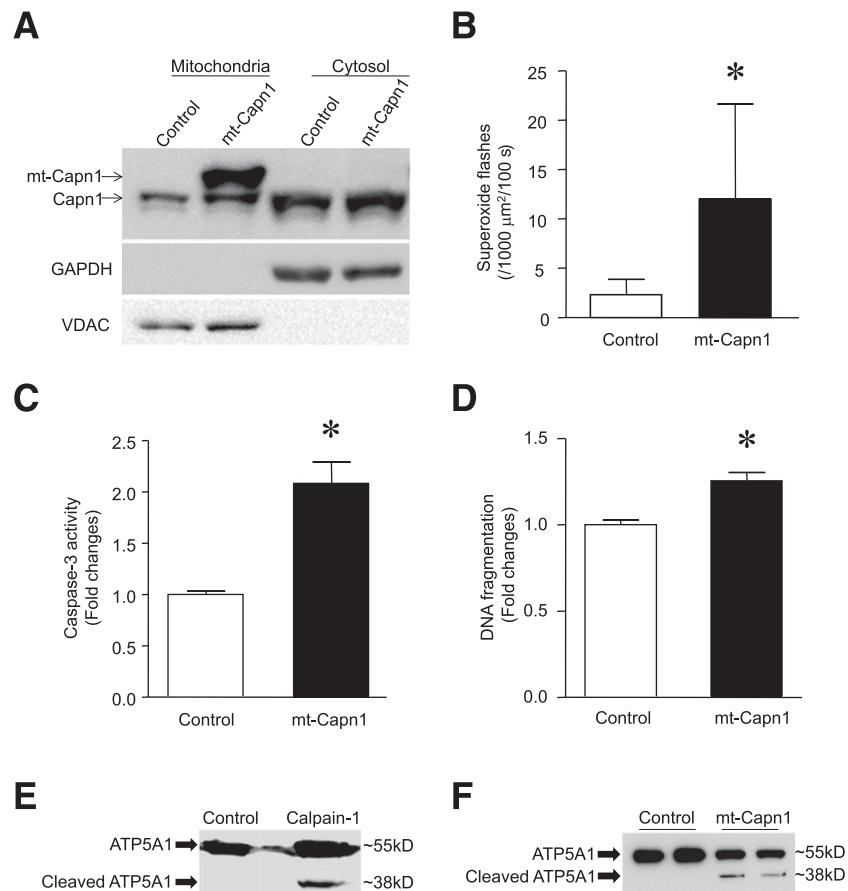 A
Mitochondria Cytosol
Control mt-Capn1 Control mt-Capn1
mt-Capn1
Capn1
GAPDH
VDAC
B
Superoxide flashes
(/1000 μm²/100 s)
25
20
15
10
5
0
*
Control mt-Capn1
C
Caspase-3 activity
(Fold changes)
2.5
2.0
1.5
1.0
0.5
0.0
*
Control mt-Capn1
D
DNA fragmentation
(Fold changes)
1.5
1.0
0.5
0.0
*
Control mt-Capn1
E
Control Calpain-1
ATP5A1 ~55kD
Cleaved ATP5A1 ~38kD
F
Control mt-Capn1
ATP5A1 ~55kD
Cleaved ATP5A1 ~38kD